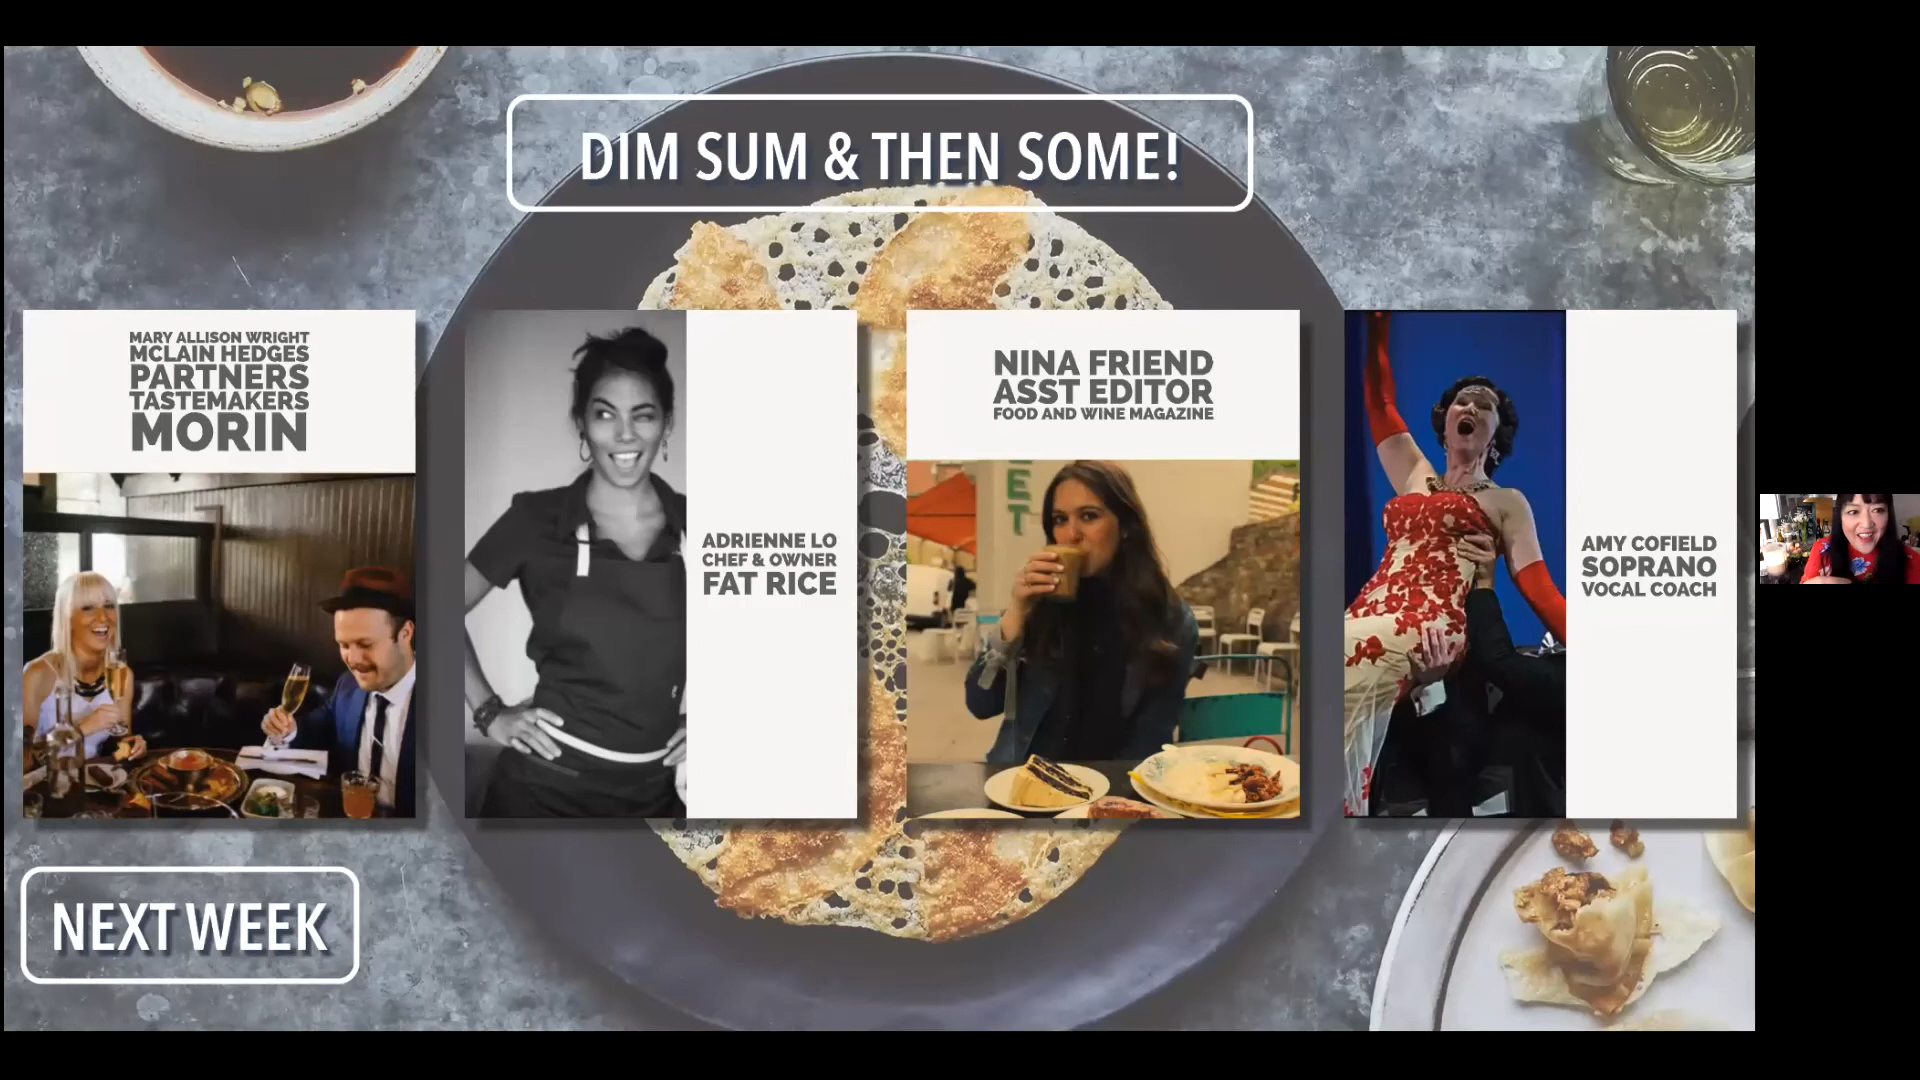 DIM SUM & THEN SOME!
MARY ALLISON WRIGHT
MCLAIN HEDGES
PARTNERS
TASTEMAKERS
MORIN
ADRIENNE LO
CHEF & OWNER
FAT RICE
NINA FRIEND
ASST EDITOR
FOOD AND WINE MAGAZINE
ET
AMY COFIELD
SOPRANO
VOCAL COACH
NEXT WEEK